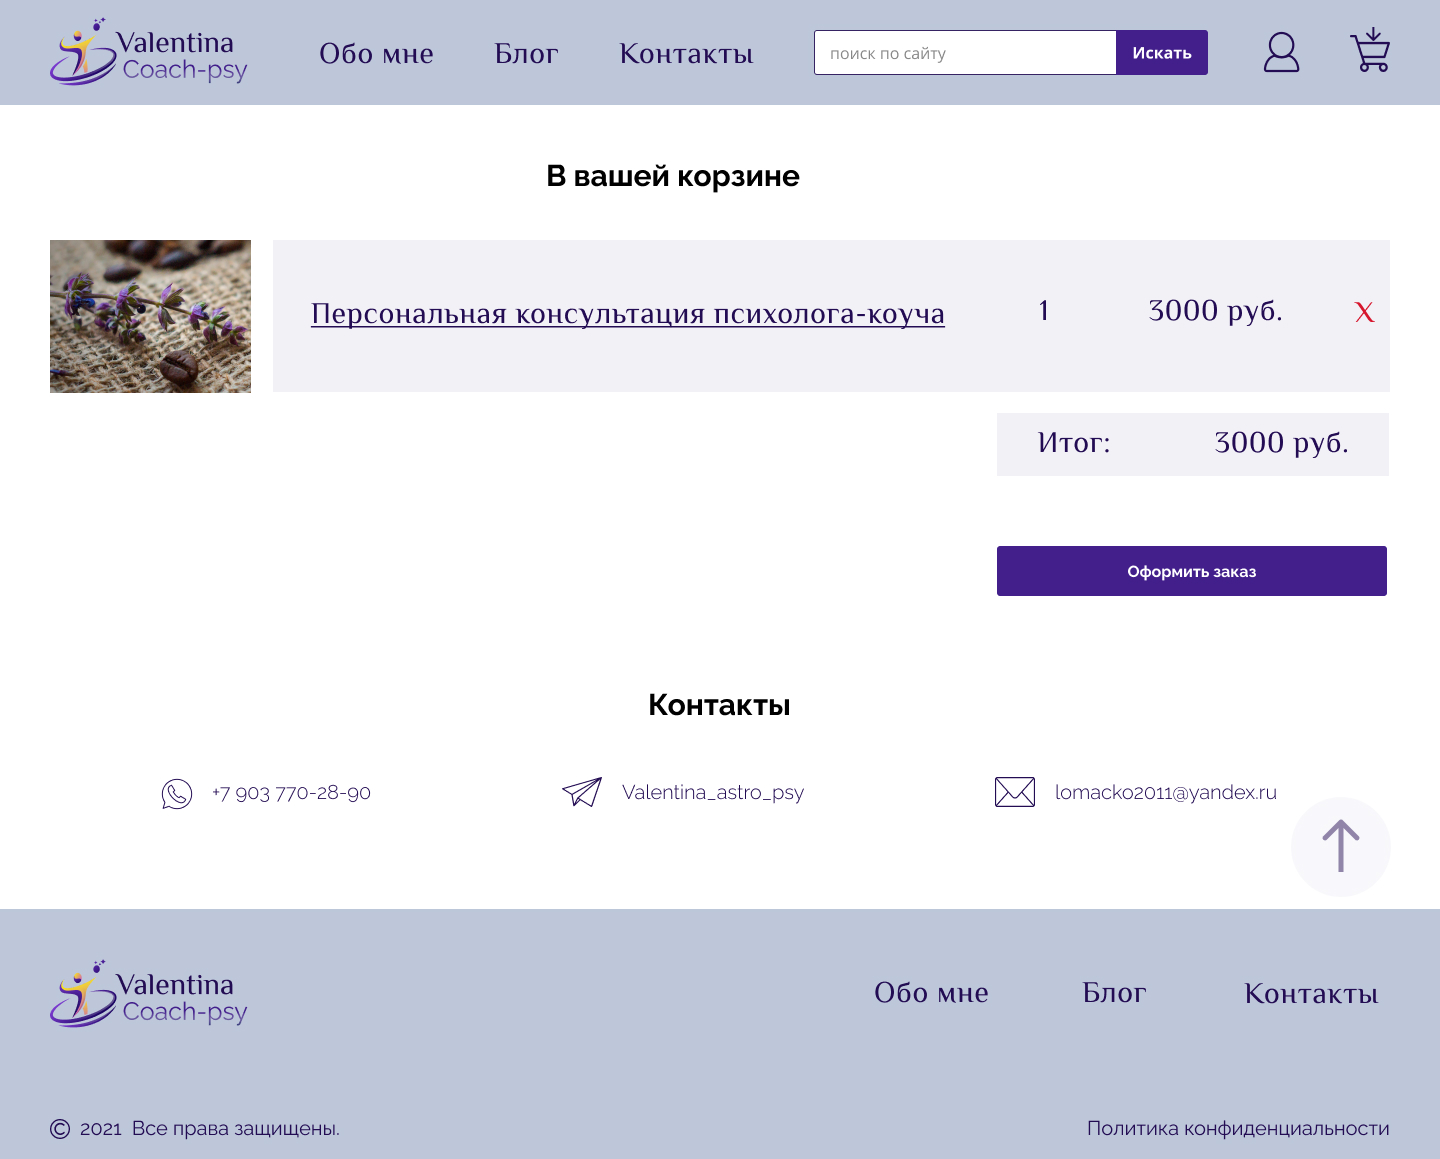 Valentina
Coach-psy
Обо мне
Блог
Контакты
поиск по сайту
Искать
В вашей корзине
Персональная консультация психолога-коуча
1
3000 руб.
X
Итог:
3000 руб.
Оформить заказ
Контакты
+7 903 770-28-90
Valentina_astro_psy
lomacko2011@yandex.ru
Valentina
Coach-psy
Обо мне
Блог
Контакты
© 2021 Все права защищены.
Политика конфиденциальности